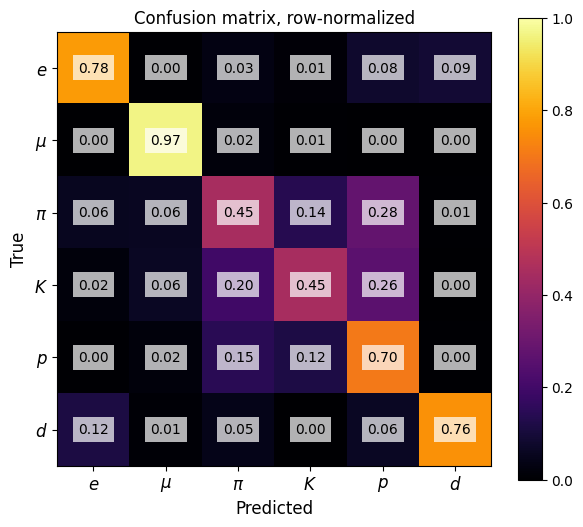 Confusion matrix, row-normalized
1.0
e 0.78 0.00 0.03 0.01 0.08 0.09
μ 0.00 0.97 0.02 0.01 0.00 0.00
0.8
π 0.06 0.06 0.45 0.14 0.28 0.01
0.6
True
K 0.02 0.06 0.20 0.45 0.26 0.00
0.4
p 0.00 0.02 0.15 0.12 0.70 0.00
0.2
d 0.12 0.01 0.05 0.00 0.06 0.76
0.0
e μ π K p d
Predicted